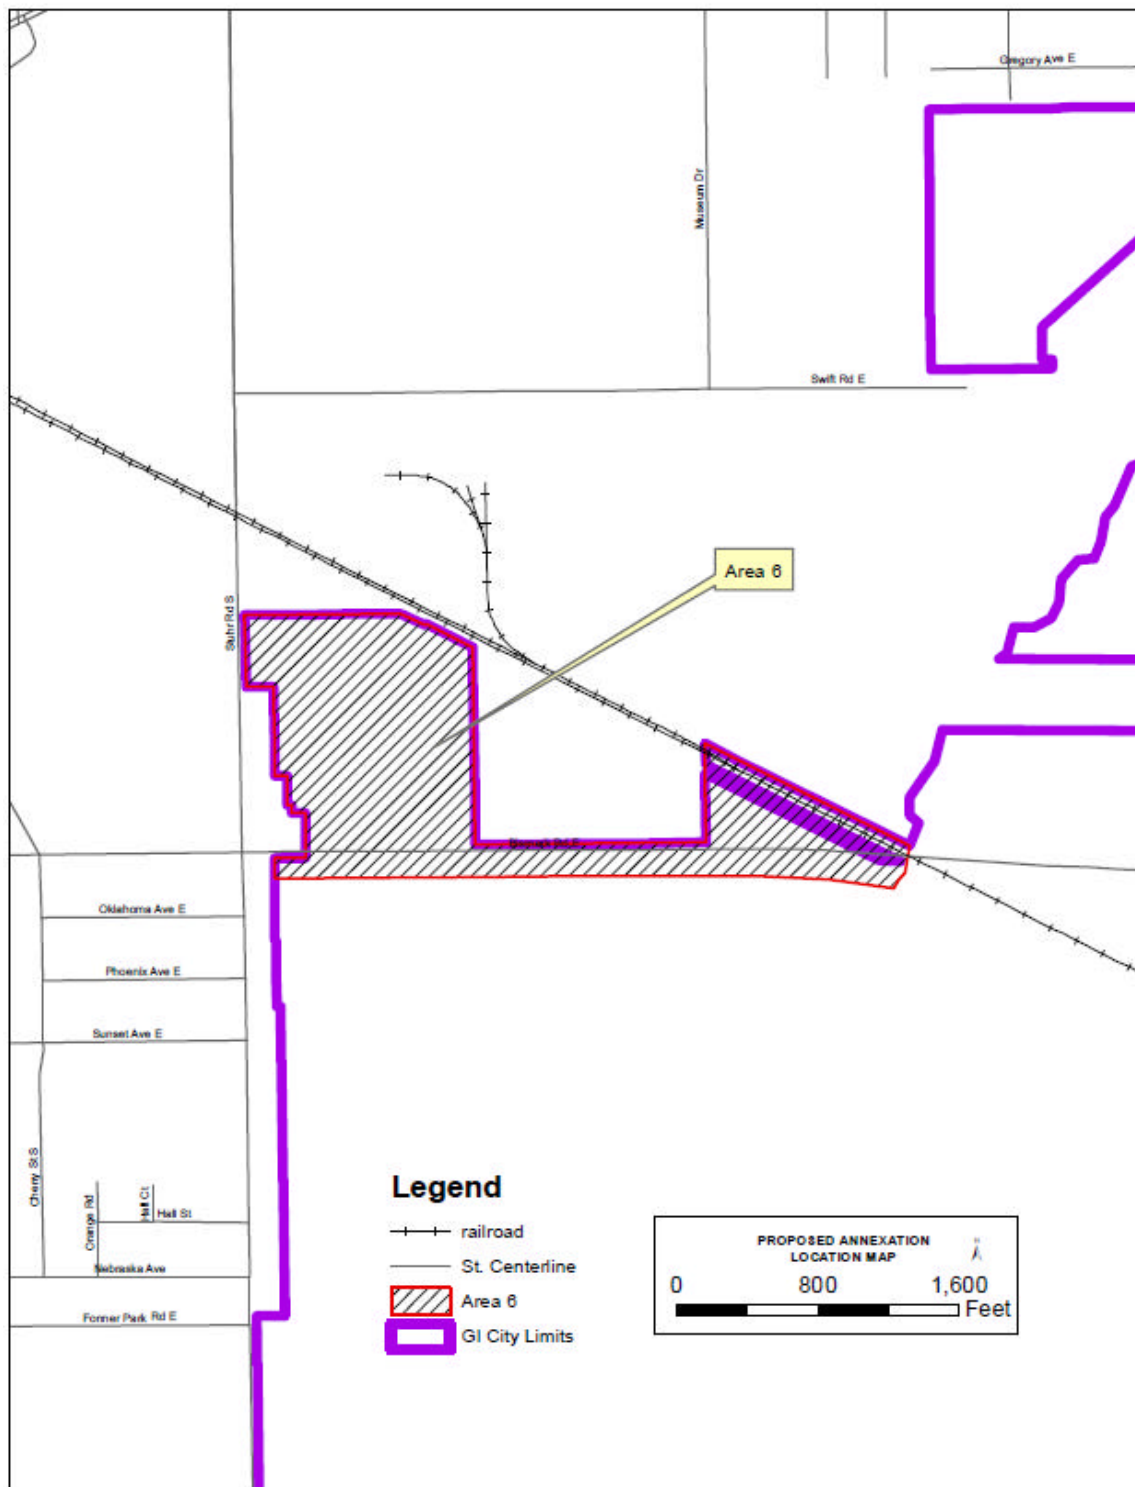 Gregory Ave E
Museum Dr
Swift Rd E
Area 6
Stuhr Rd S
Bismark Rd E
Oklahoma Ave E
Phoenix Ave E
Sunset Ave E
Cherry St S
Orange Rd
Hall Ct
Hall St
Nebraska Ave
Fonner Park Rd E
Legend
railroad
St. Centerline
Area 6
GI City Limits
PROPOSED ANNEXATION
LOCATION MAP
N
0 800 1,600
Feet